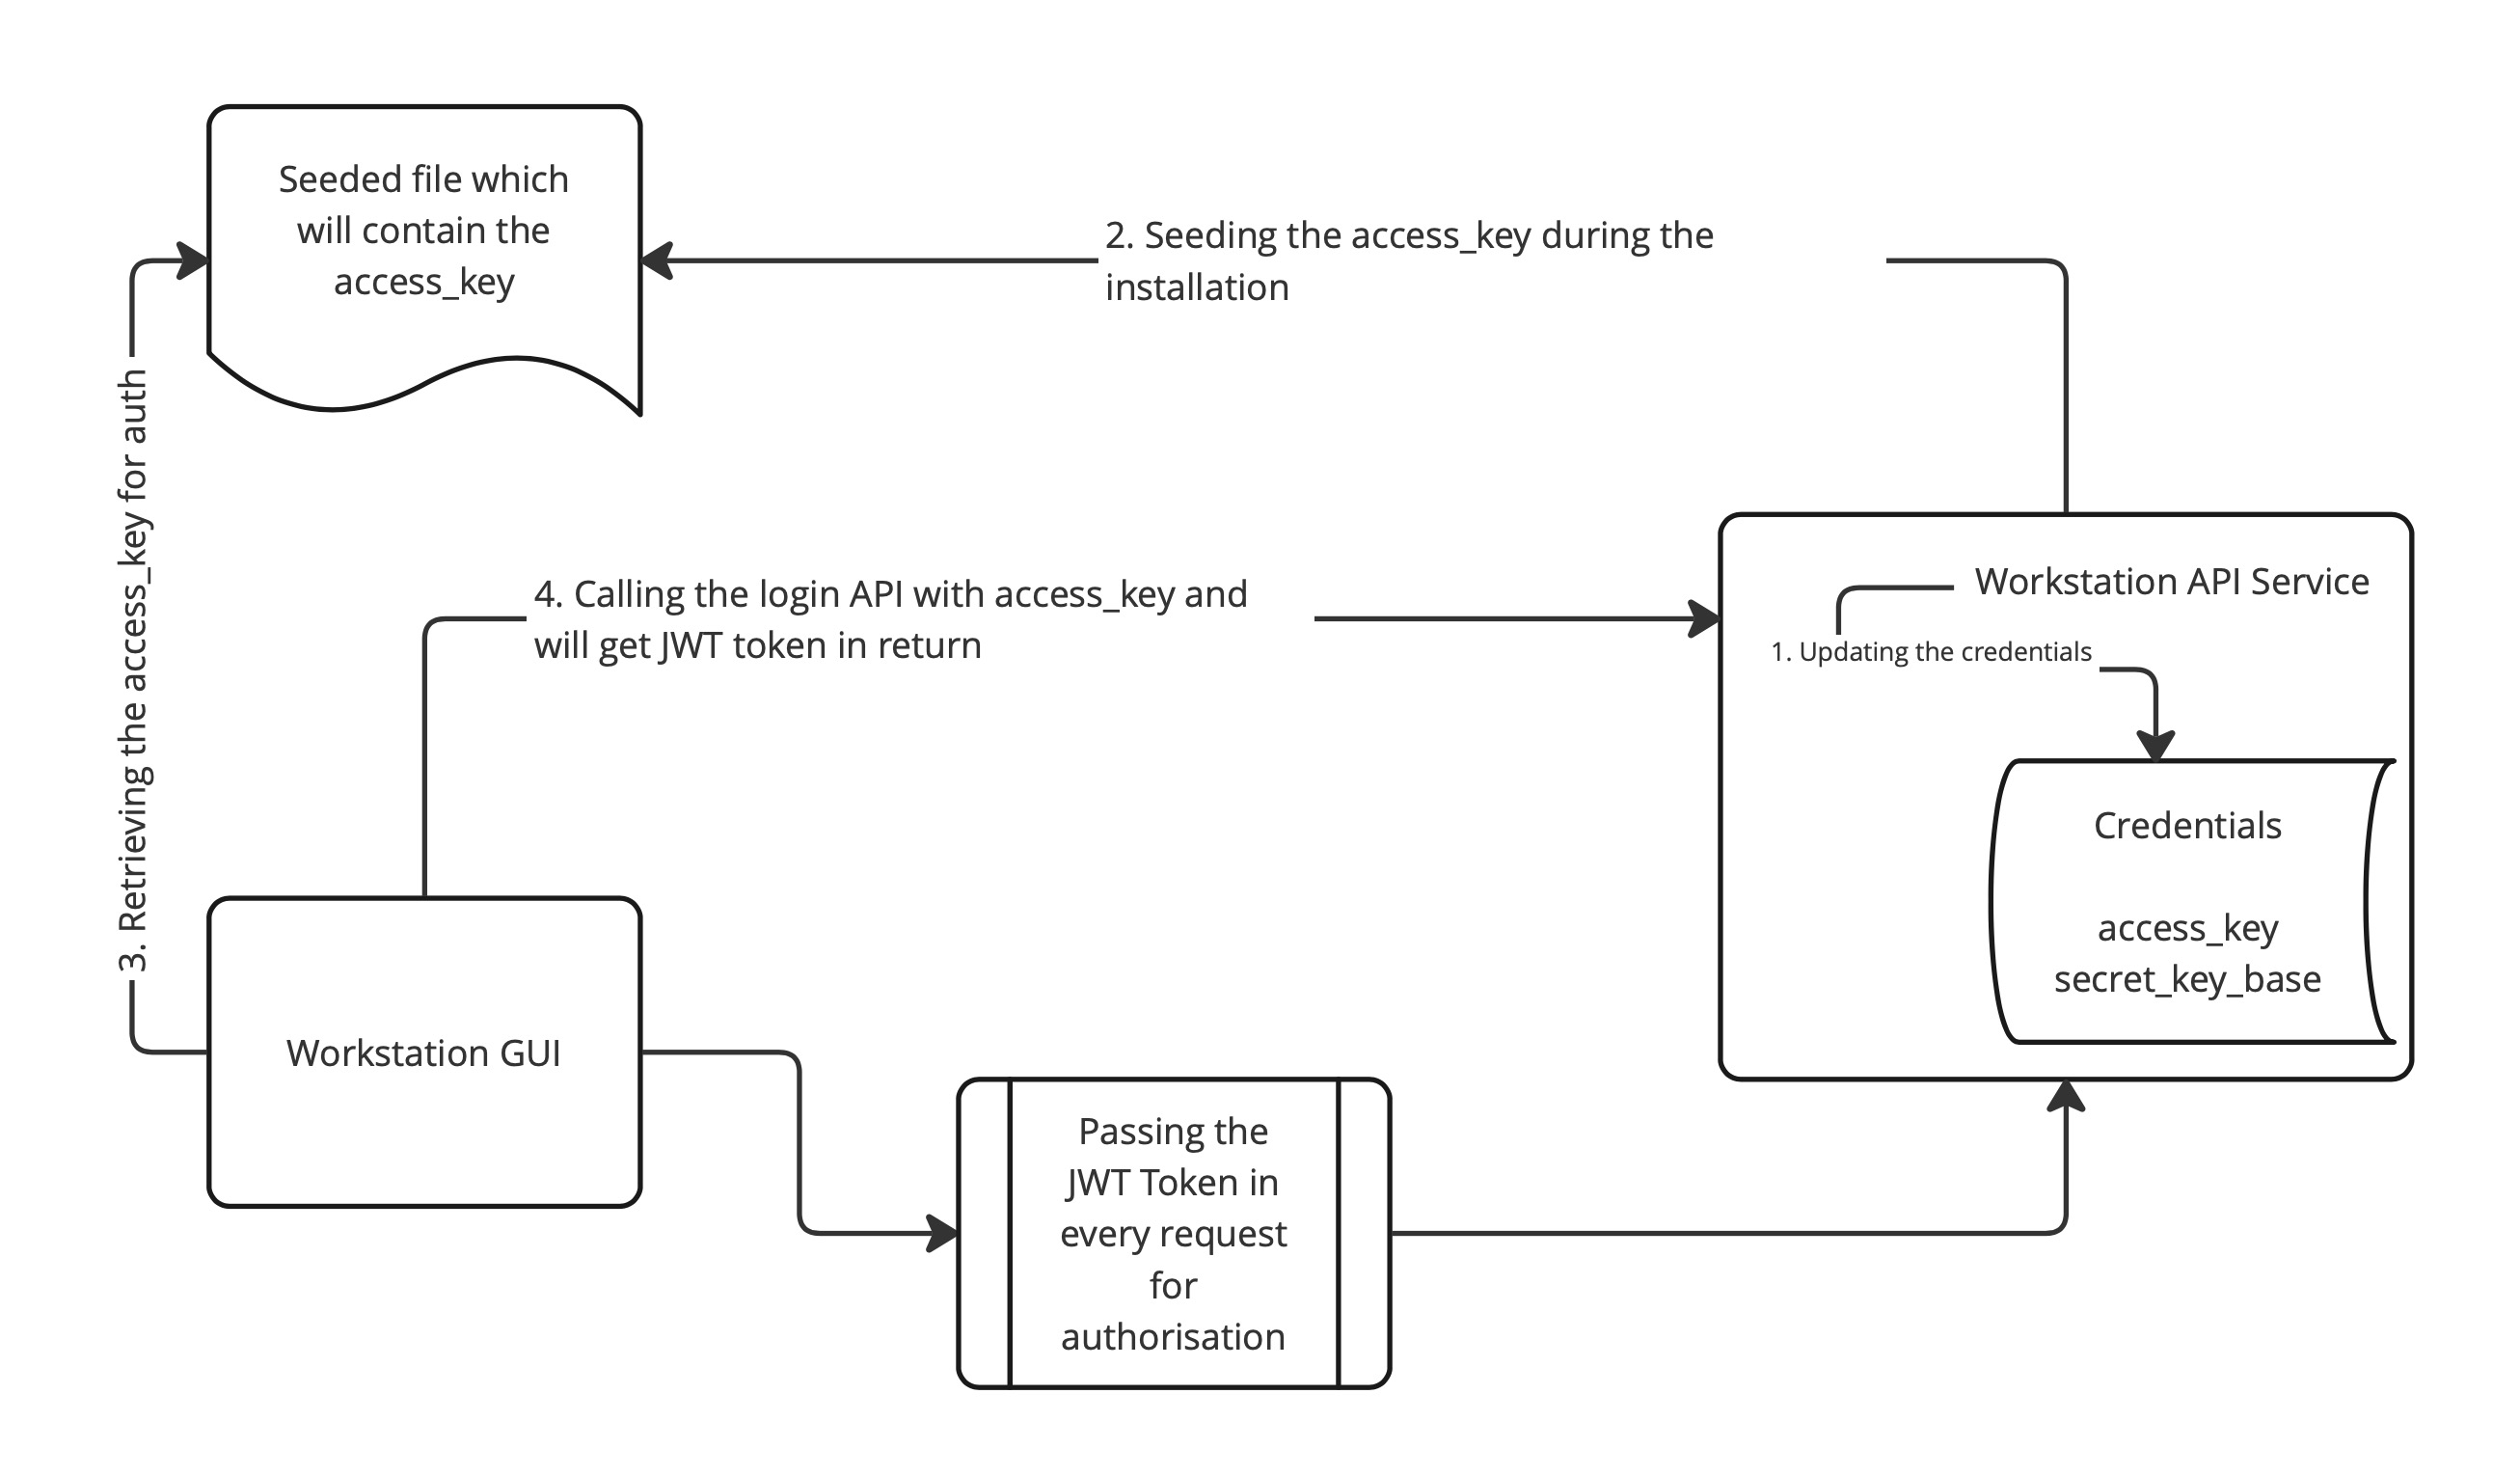 Seeded file which
will contain the
access_key
2. Seeding the access_key during the
installation
3. Retrieving the access_key for auth
4. Calling the login API with access_key and
will get JWT token in return
Workstation API Service
1. Updating the credentials
Credentials
access_key
secret_key_base
Workstation GUI
Passing the
JWT Token in
every request
for
authorisation